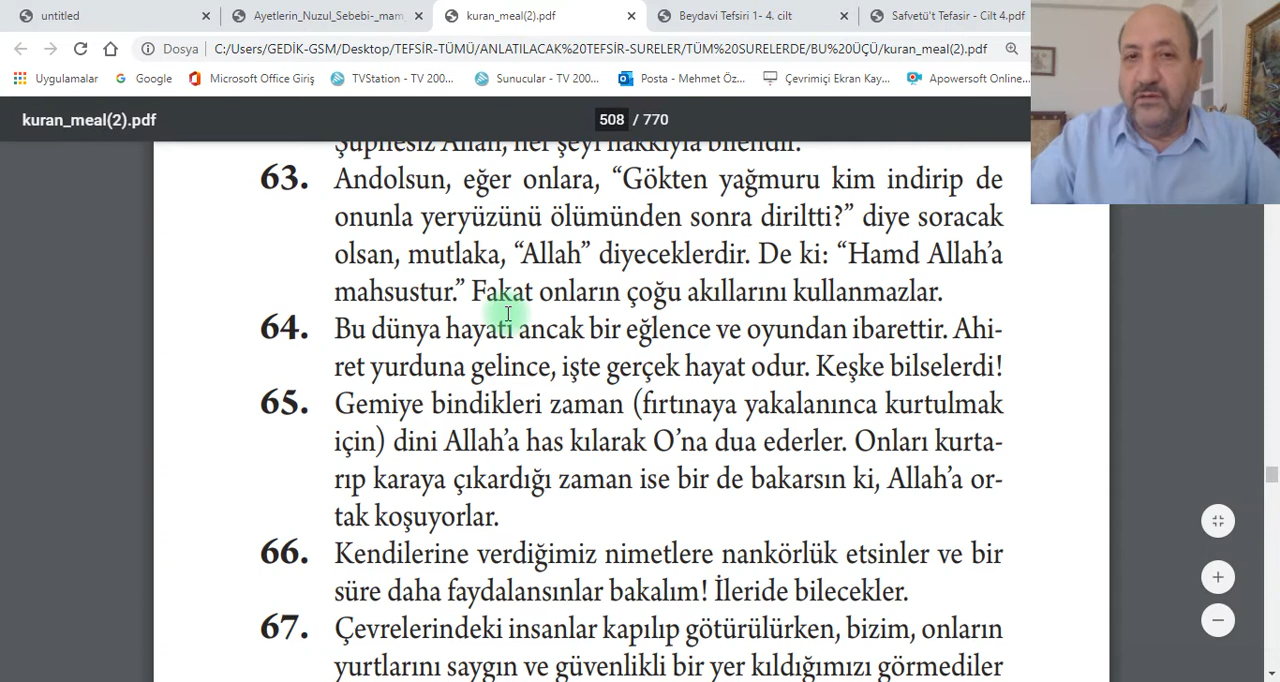 untitled
Ayetlerin_Nuzul_Sebebi-_mam
kuran_meal(2).pdf
Beydavi Tefsiri 1- 4. cilt
Safvetü't Tefasir - Cilt 4.pdf
Dosya C:/Users/GEDİK-GSM/Desktop/TEFSİR-TÜMÜ/ANLATILACAK%20TEFSİR-SURELER/TÜM%20SURELERDE/BU%20ÜÇÜ/kuran_meal(2).pdf
Uygulamalar Google Microsoft Office Giriş TVStation - TV 200... Sunucular - TV 200... Posta - Mehmet Öz... Çevrimiçi Ekran Kay... Apowersoft Online...
kuran_meal(2).pdf 508 / 770
Şüphesiz Allah, her şeyi hakkıyla bilendir.
63. Andolsun, eğer onlara, “Gökten yağmuru kim indirip de
onunla yeryüzünü ölümünden sonra diriltti?” diye soracak
olsan, mutlaka, “Allah” diyeceklerdir. De ki: “Hamd Allah’a
mahsustur.” Fakat onların çoğu akıllarını kullanmazlar.
64. Bu dünya hayatı ancak bir eğlence ve oyundan ibarettir. Ahi-
ret yurduna gelince, işte gerçek hayat odur. Keşke bilselerdi!
65. Gemiye bindikleri zaman (fırtınaya yakalanınca kurtulmak
için) dini Allah’a has kılarak O’na dua ederler. Onları kurta-
rıp karaya çıkardığı zaman ise bir de bakarsın ki, Allah’a or-
tak koşuyorlar.
66. Kendilerine verdiğimiz nimetlere nankörlük etsinler ve bir
süre daha faydalansınlar bakalım! İleride bilecekler.
67. Çevrelerindeki insanlar kapılıp götürülürken, bizim, onların
yurtlarını saygın ve güvenlikli bir yer kıldığımızı görmediler